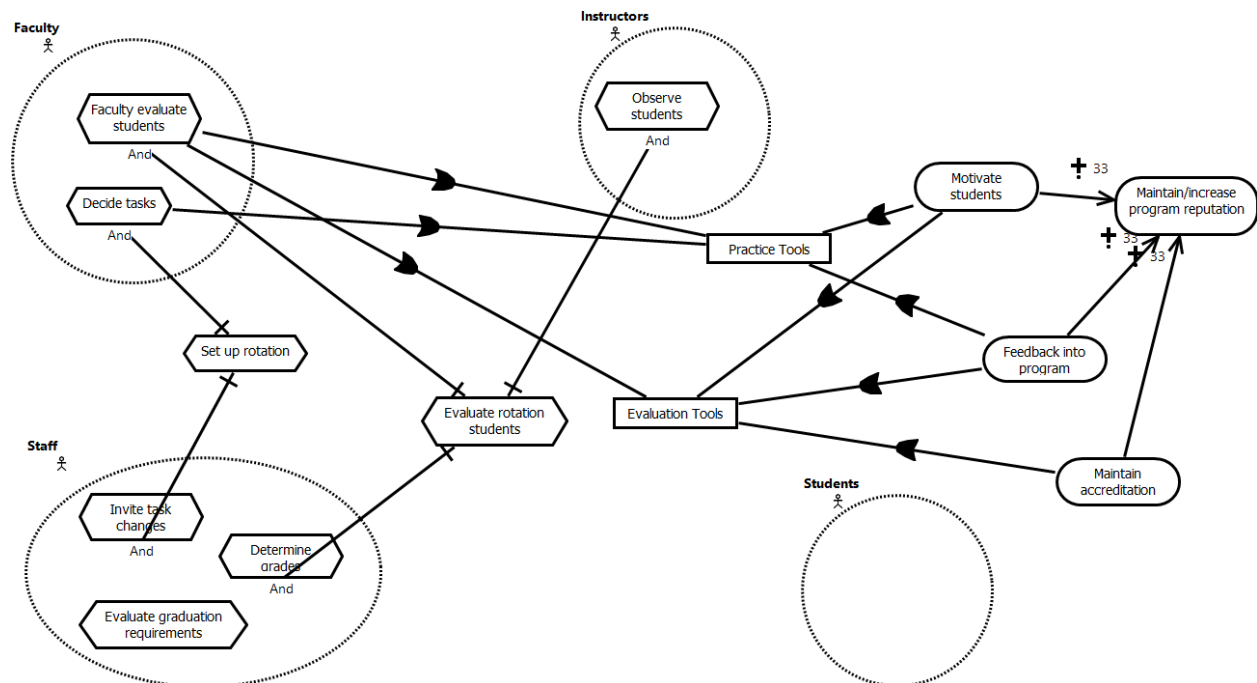 Faculty
Instructors
Faculty evaluate
students
And
Decide tasks
And
Observe
students
And
Motivate
students
33
Maintain/increase
program reputation
33
33
Practice Tools
Set up rotation
Feedback into
program
Evaluate rotation
students
Evaluation Tools
Staff
Students
Maintain
accreditation
Invite task
changes
And
Determine
grades
And
Evaluate graduation
requirements